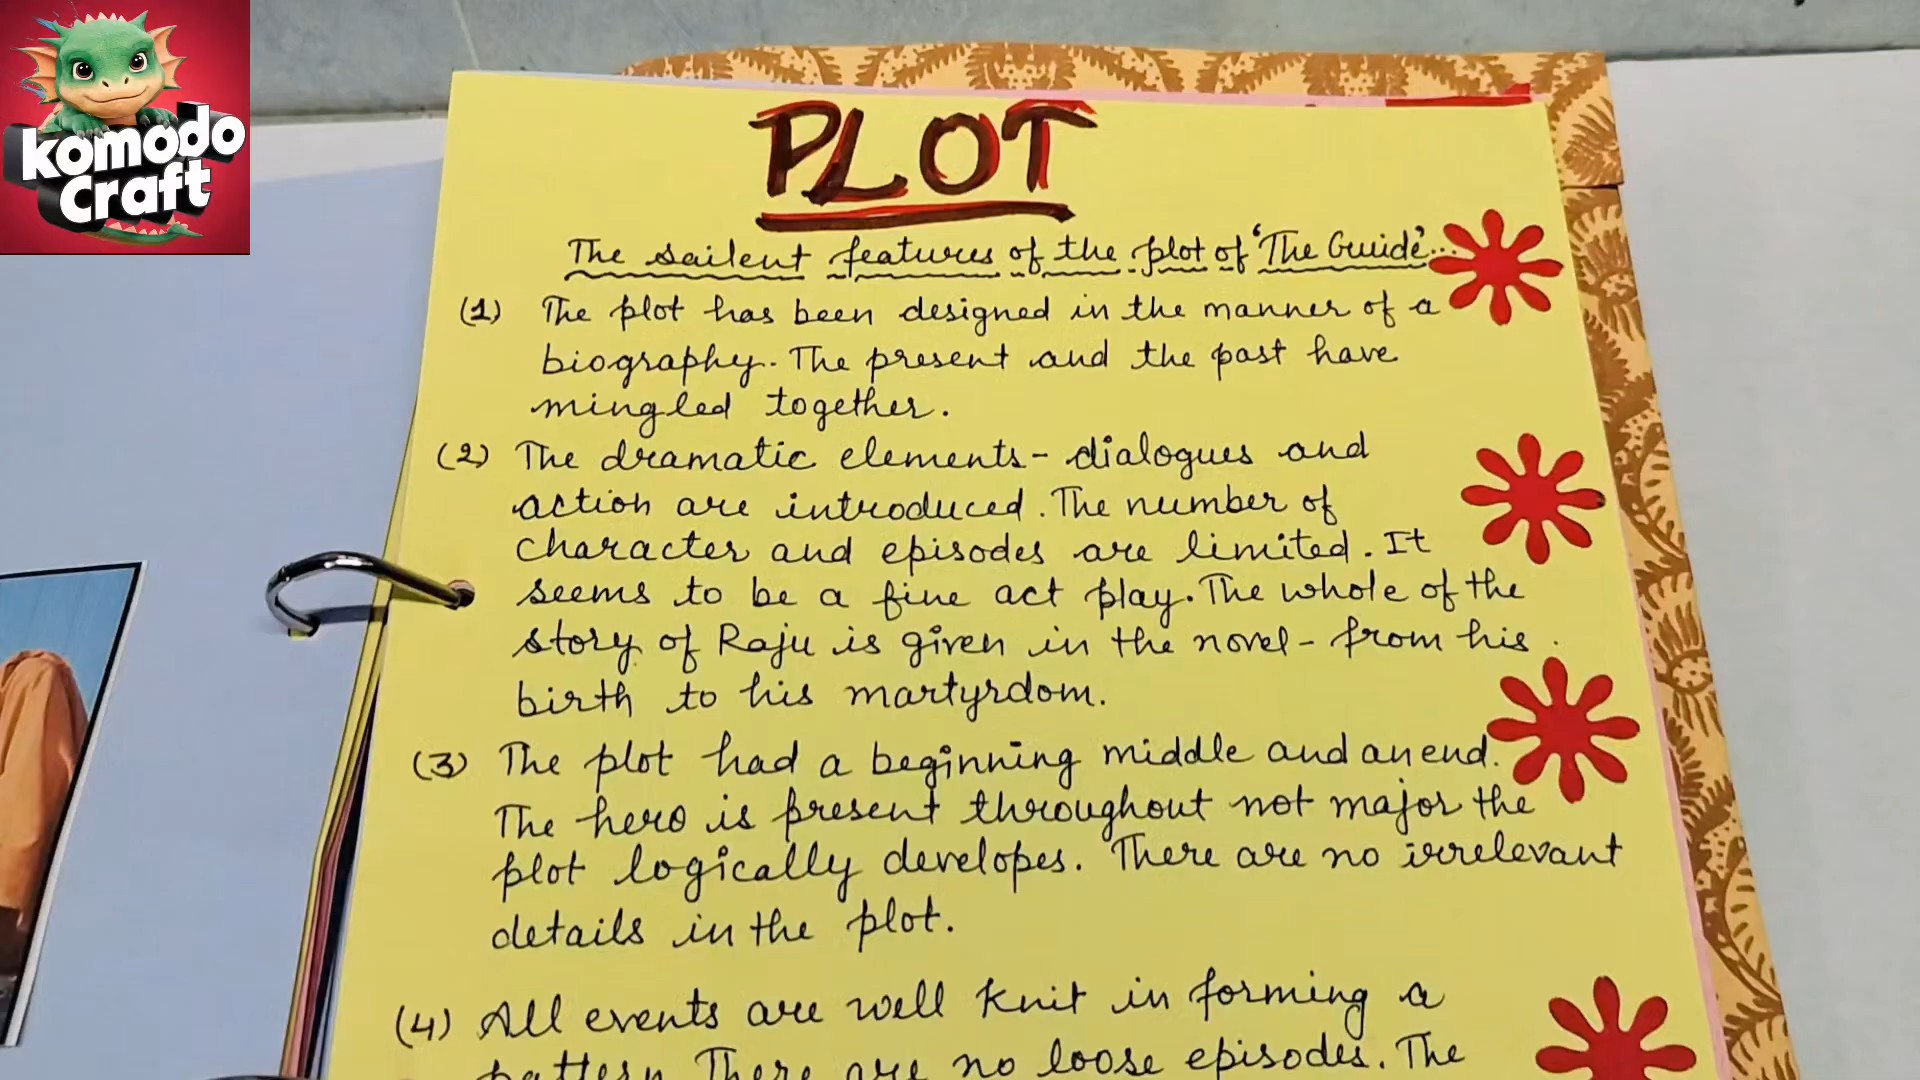 komodo
Craft
PLOT
The sailent features of the plot of 'The Guide'...
(1) The plot has been designed in the manner of a
biography. The present and the past have
mingled together.
(2) The dramatic elements - dialogues and
action are introduced. The number of
character and episodes are limited. It
seems to be a fine act play. The whole of the
story of Raju is given in the novel - from his
birth to his martyrdom.
(3) The plot had a beginning middle and an end.
The hero is present throughout not major the
plot logically developes. There are no irrelevant
details in the plot.
(4) All events are well knit in forming a
pattern There are no loose episodes. The